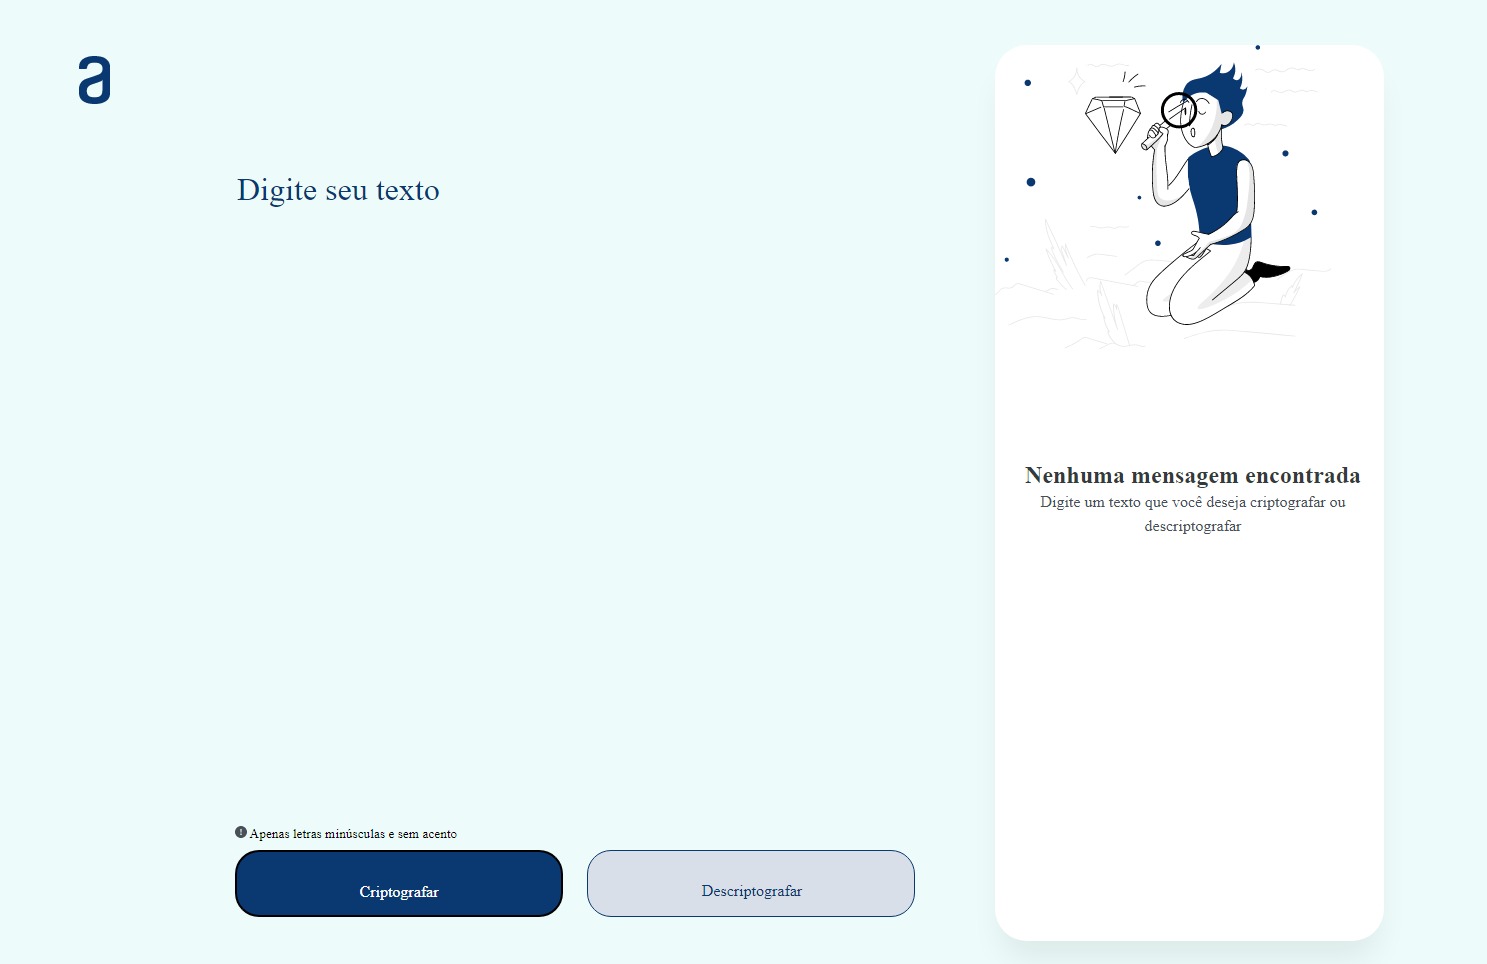 a
Digite seu texto
Apenas letras minúsculas e sem acento
Criptografar
Descriptografar
Nenhuma mensagem encontrada
Digite um texto que você deseja criptografar ou
descriptografar